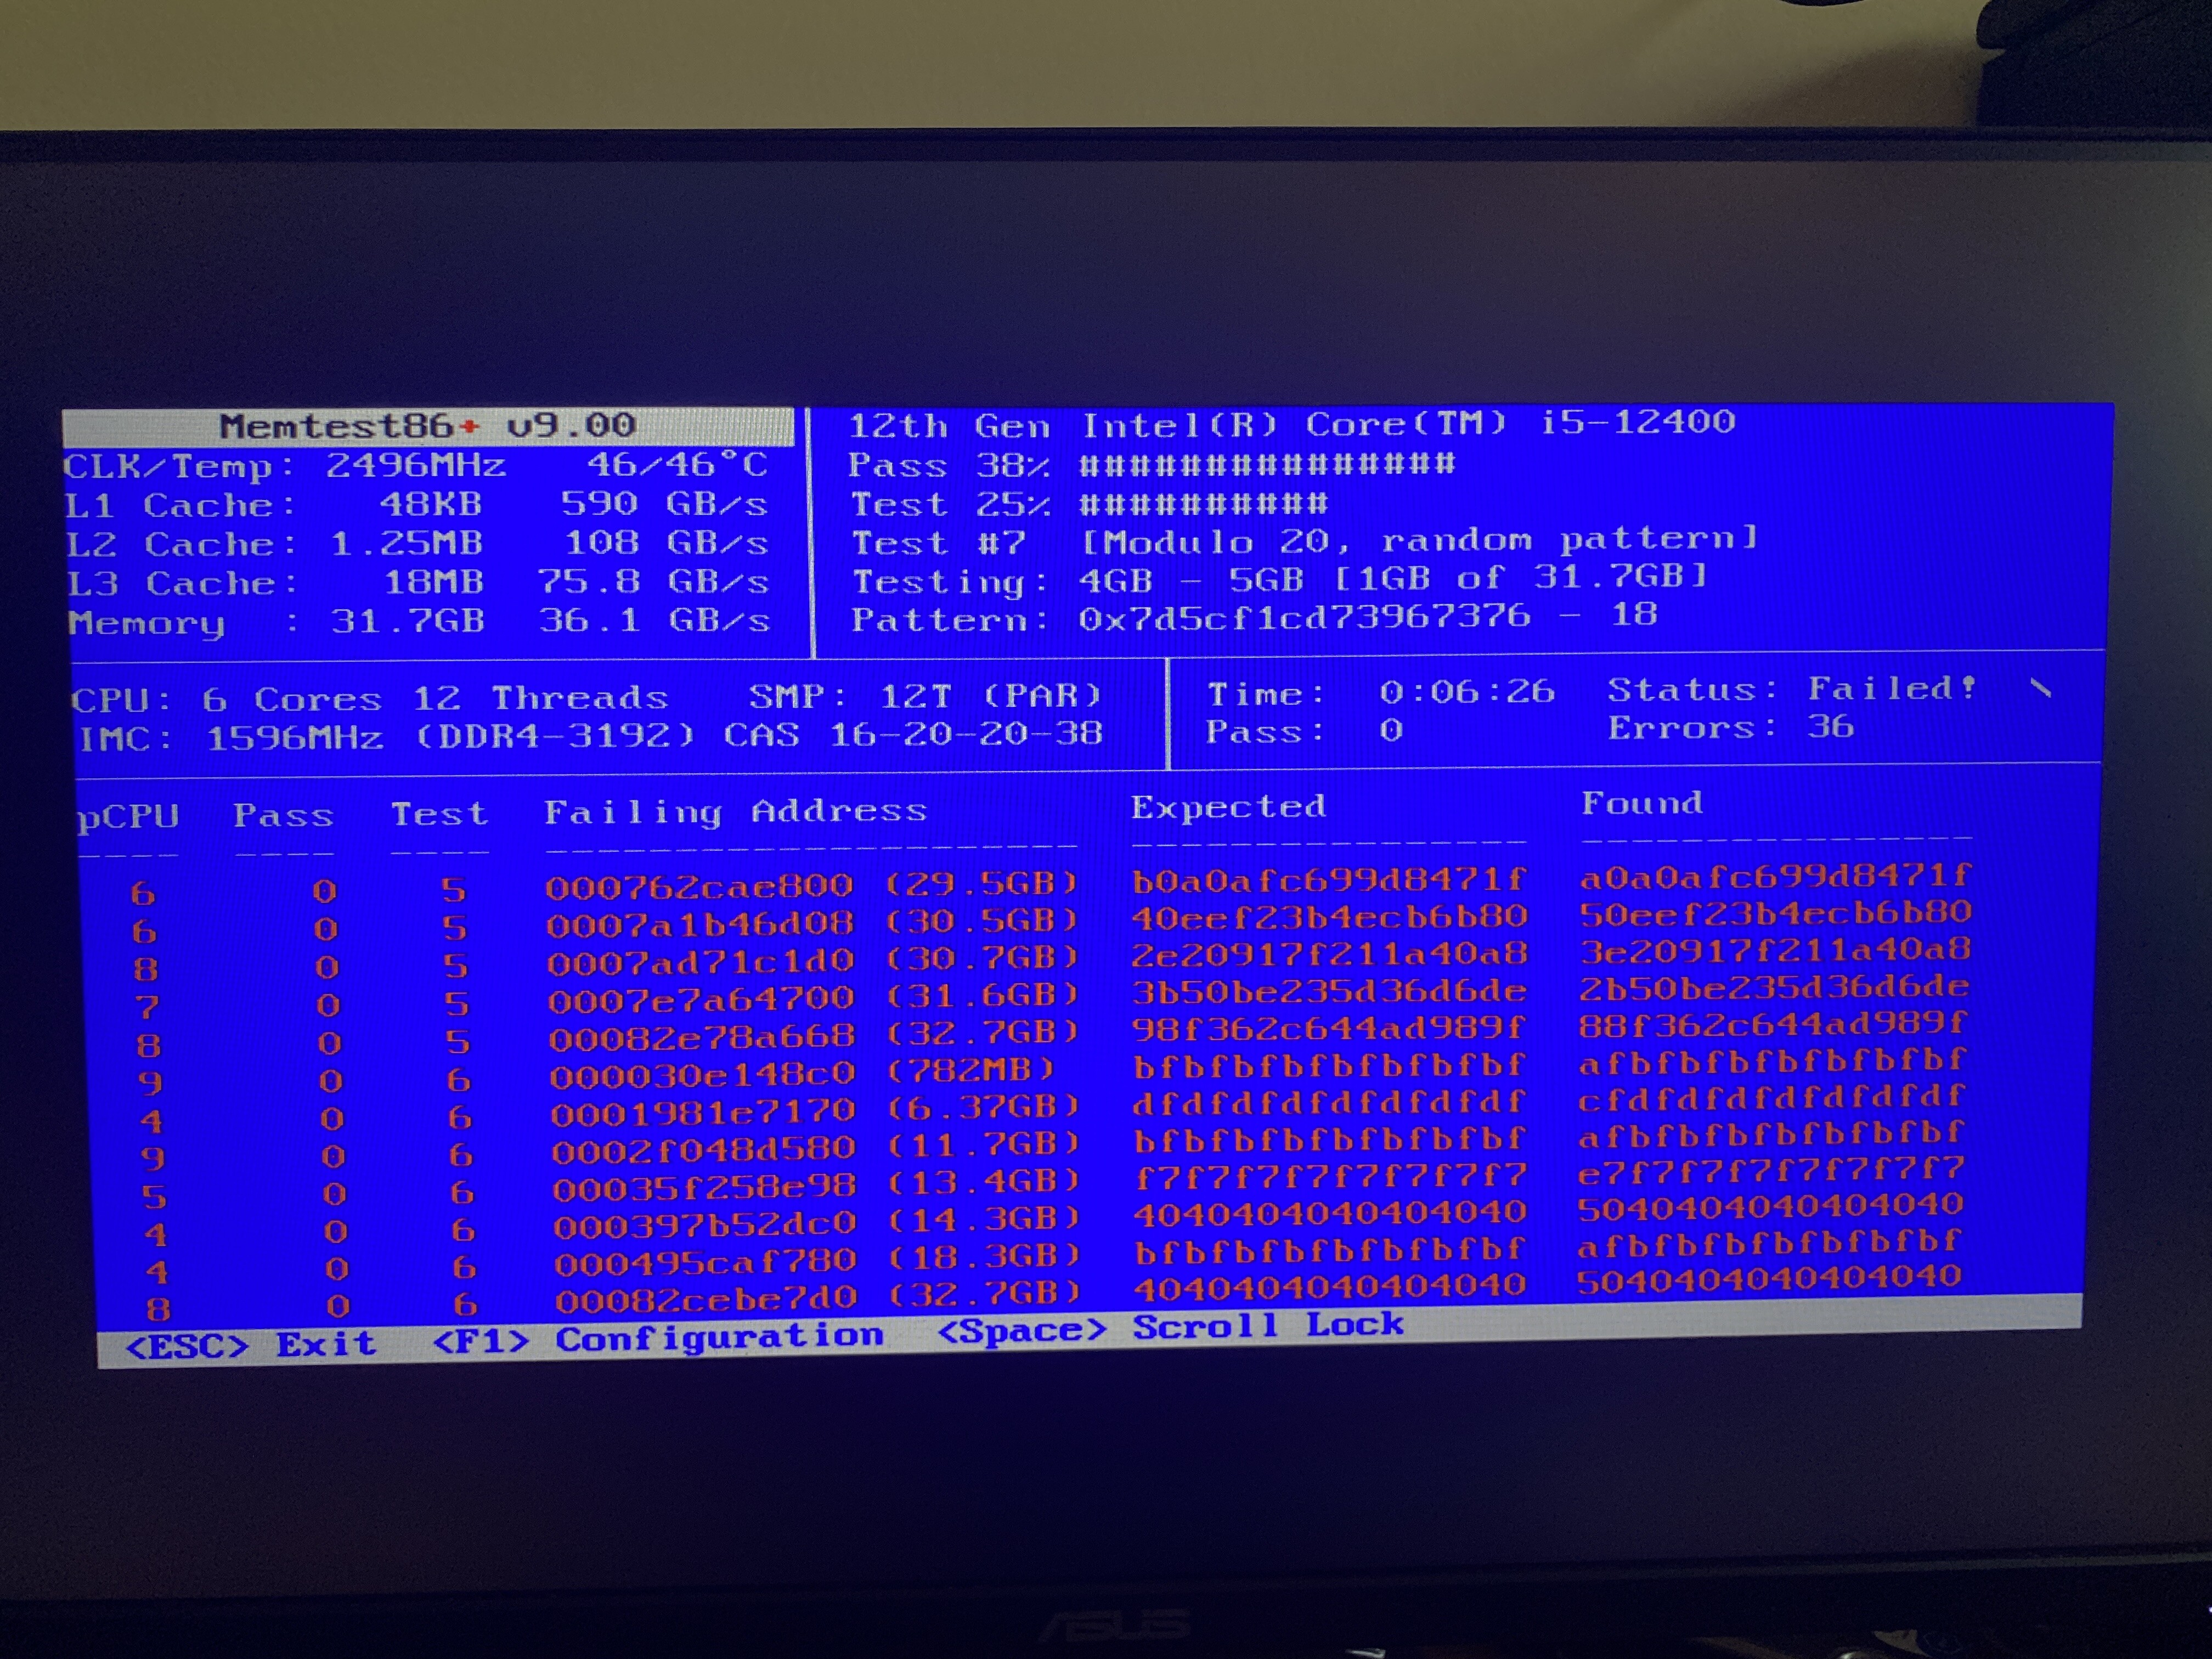 Memtest86+ v9.00
12th Gen Intel(R) Core(TM) i5-12400
CLK/Temp: 2496MHz 46/46°C
Pass 38% ###############
L1 Cache: 48KB 590 GB/s
Test 25% ##########
L2 Cache: 1.25MB 108 GB/s
Test #7 [Modulo 20, random pattern]
L3 Cache: 18MB 75.8 GB/s
Testing: 4GB - 5GB [1GB of 31.7GB]
Memory : 31.7GB 36.1 GB/s
Pattern: 0x7d5cf1cd73967376 - 18
CPU: 6 Cores 12 Threads SMP: 12T (PAR)
Time: 0:06:26 Status: Failed! \
IMC: 1596MHz (DDR4-3192) CAS 16-20-20-38
Pass: 0 Errors: 36
pCPU Pass Test Failing Address Expected Found
6 0 5 000762cae800 (29.5GB) b0a0afc699d8471f a0a0afc699d8471f
6 0 5 0007a1b46d08 (30.5GB) 40eef23b4ecb6b80 50eef23b4ecb6b80
8 0 5 0007ad71c1d0 (30.7GB) 2e20917f211a40a8 3e20917f211a40a8
7 0 5 0007e7a64700 (31.6GB) 3b50be235d36d6de 2b50be235d36d6de
8 0 5 00082e78a668 (32.7GB) 98f362c644ad989f 88f362c644ad989f
9 0 6 000030e148c0 (782MB) bfbfbfbfbfbfbfbf afbfbfbfbfbfbfbf
4 0 6 0001981e7170 (6.37GB) dfdfdfdfdfdfdfdf cfdfdfdfdfdfdfdf
9 0 6 0002f048d580 (11.7GB) bfbfbfbfbfbfbfbf afbfbfbfbfbfbfbf
5 0 6 00035f258e98 (13.4GB) f7f7f7f7f7f7f7f7 e7f7f7f7f7f7f7f7
4 0 6 000397b52dc0 (14.3GB) 4040404040404040 5040404040404040
4 0 6 000495caf780 (18.3GB) bfbfbfbfbfbfbfbf afbfbfbfbfbfbfbf
8 0 6 00082cebe7d0 (32.7GB) 4040404040404040 5040404040404040
<ESC> Exit <F1> Configuration <Space> Scroll Lock
ASUS